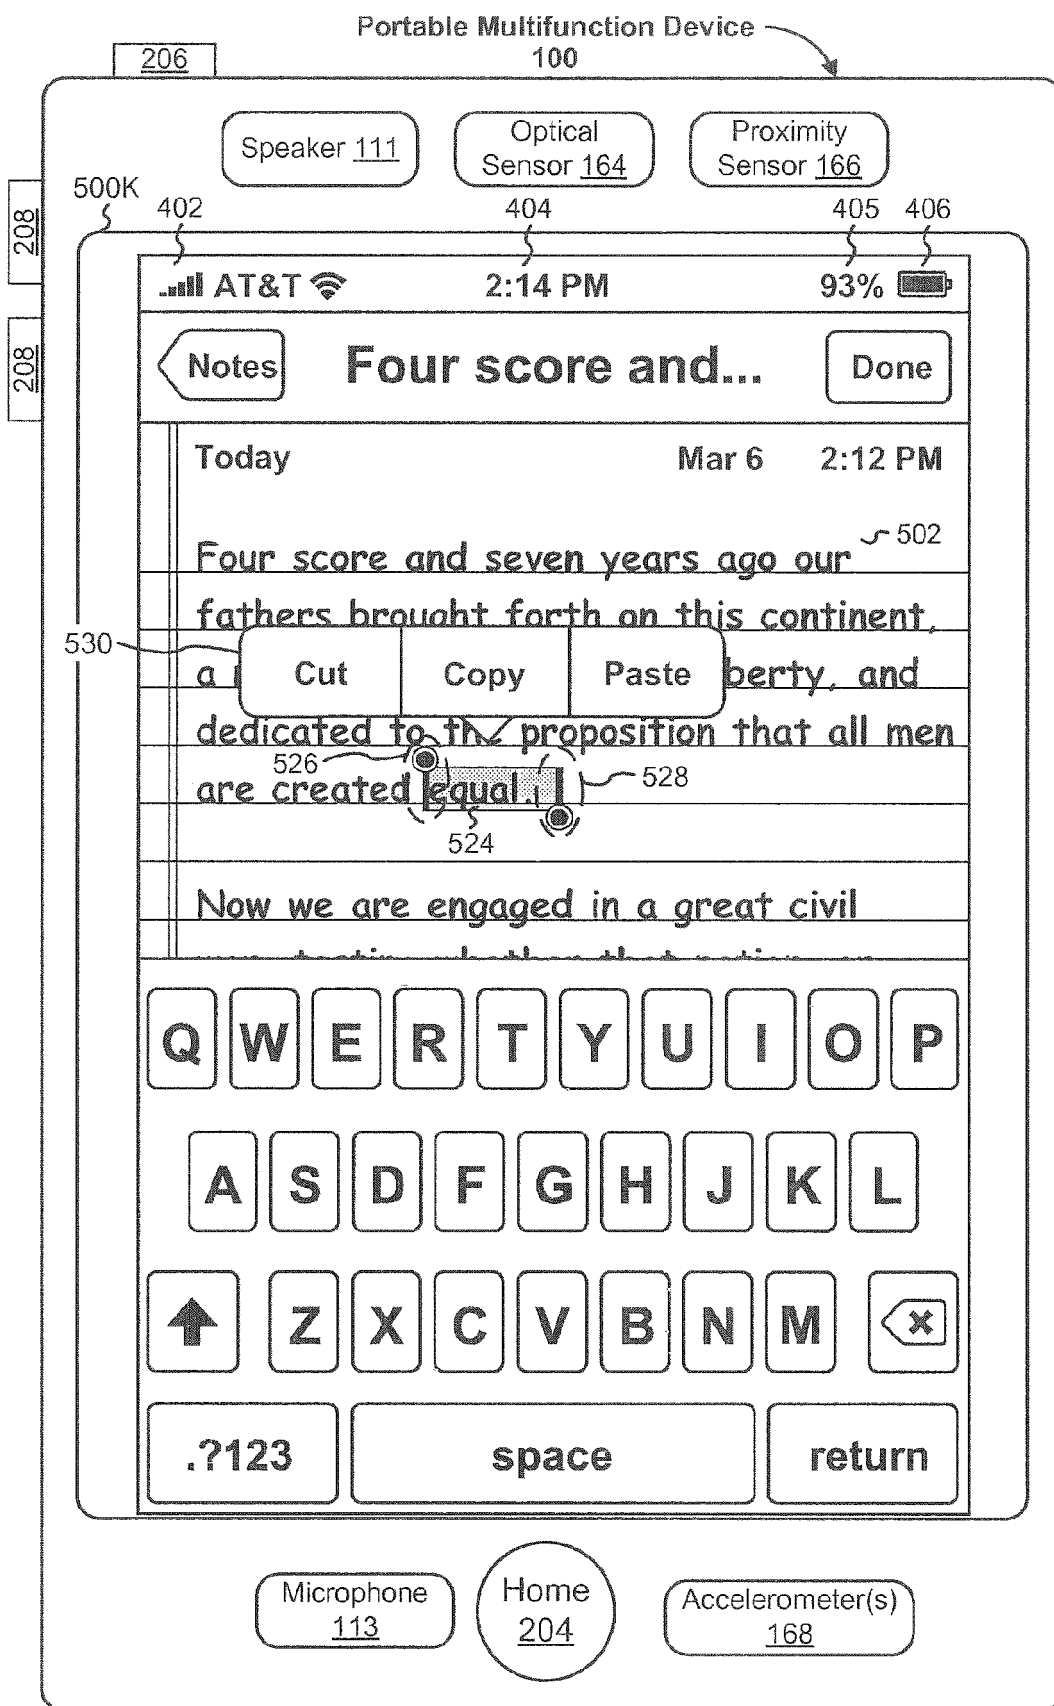 Portable Multifunction Device
100
206
Speaker 111
Optical
Sensor 164
Proximity
Sensor 166
208
208
500K
402
404
405
406
AT&T
2:14 PM
93%
Notes
Four score and...
Done
Today Mar 6 2:12 PM
502
Four score and seven years ago our
fathers brought forth on this continent,
530
Cut
Copy
Paste
a berty, and
dedicated to the proposition that all men
526
528
are created equal.
524
Now we are engaged in a great civil
Q W E R T Y U I O P
A S D F G H J K L
Z X C V B N M
.?123
space
return
Microphone
113
Home
204
Accelerometer(s)
168